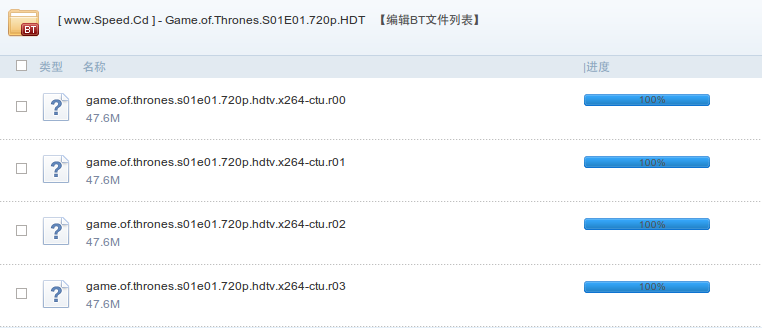 [ www.Speed.Cd ] - Game.of.Thrones.S01E01.720p.HDT 【编辑BT文件列表】
BT
类型 名称 |进度
game.of.thrones.s01e01.720p.hdtv.x264-ctu.r00 100%
47.6M
game.of.thrones.s01e01.720p.hdtv.x264-ctu.r01 100%
47.6M
game.of.thrones.s01e01.720p.hdtv.x264-ctu.r02 100%
47.6M
game.of.thrones.s01e01.720p.hdtv.x264-ctu.r03 100%
47.6M